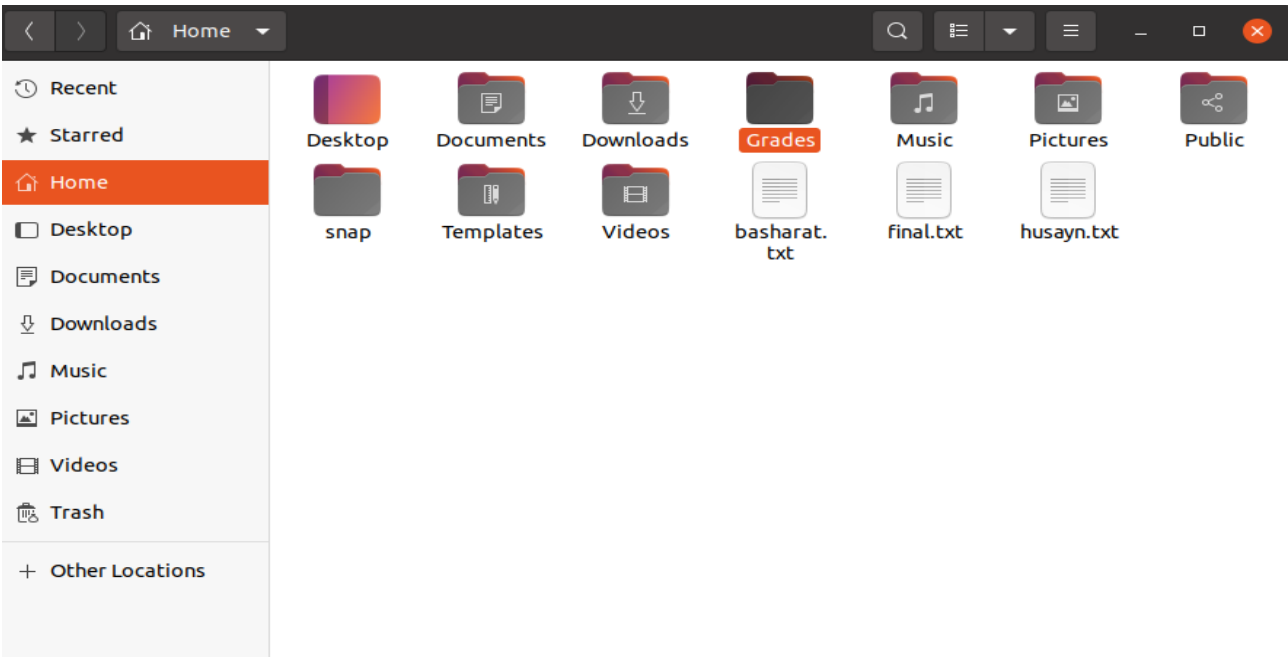 Home
Recent
Starred
Home
Desktop
Documents
Downloads
Music
Pictures
Videos
Trash
Other Locations
Desktop Documents Downloads Grades Music Pictures Public
snap Templates Videos basharat. final.txt husayn.txt
txt